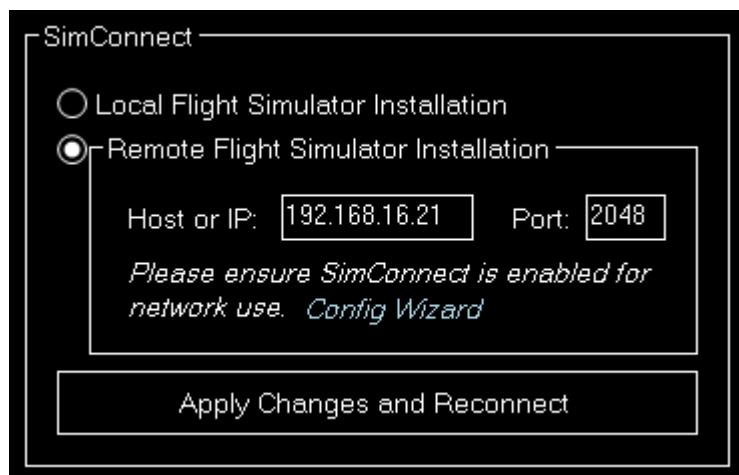 SimConnect
Local Flight Simulator Installation
Remote Flight Simulator Installation
Host or IP: 192.168.16.21 Port: 2048
Please ensure SimConnect is enabled for
network use. Config Wizard
Apply Changes and Reconnect